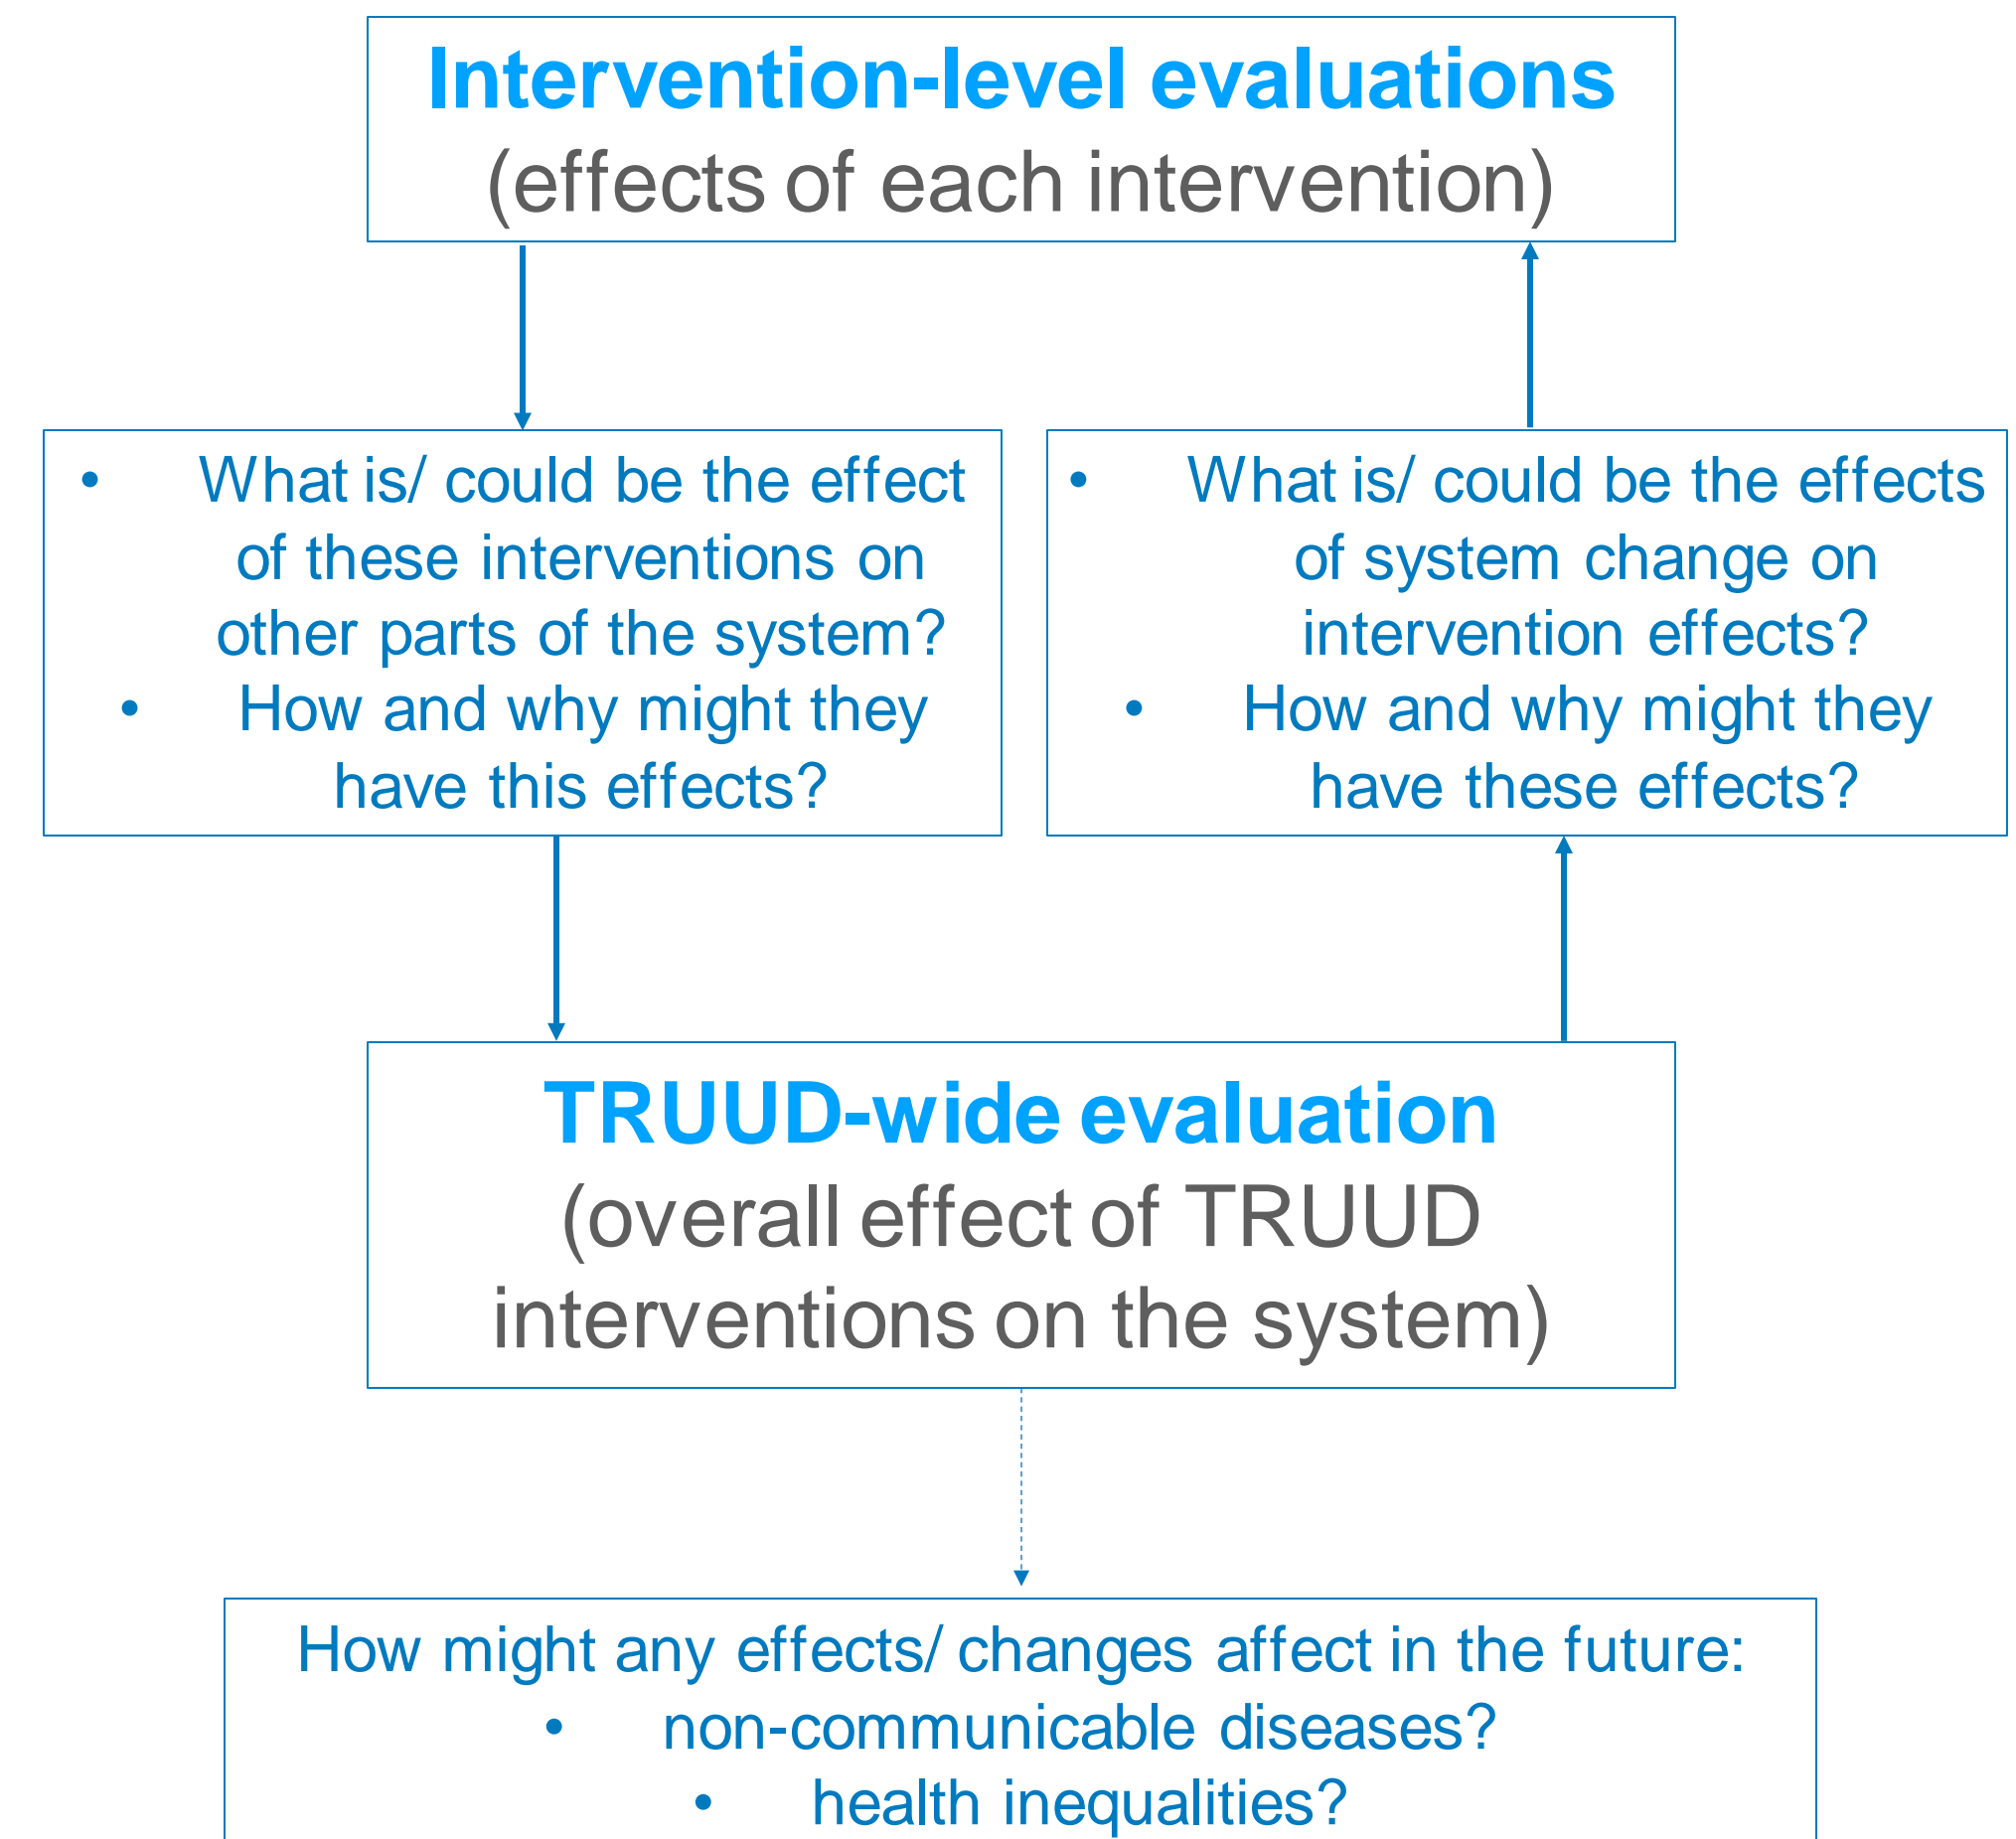 Intervention-level evaluations
(effects of each intervention)
• What is/ could be the effect
of these interventions on
other parts of the system?
• How and why might they
have this effects?
• What is/ could be the effects
of system change on
intervention effects?
• How and why might they
have these effects?
TRUUD-wide evaluation
(overall effect of TRUUD
interventions on the system)
How might any effects/ changes affect in the future:
• non-communicable diseases?
• health inequalities?